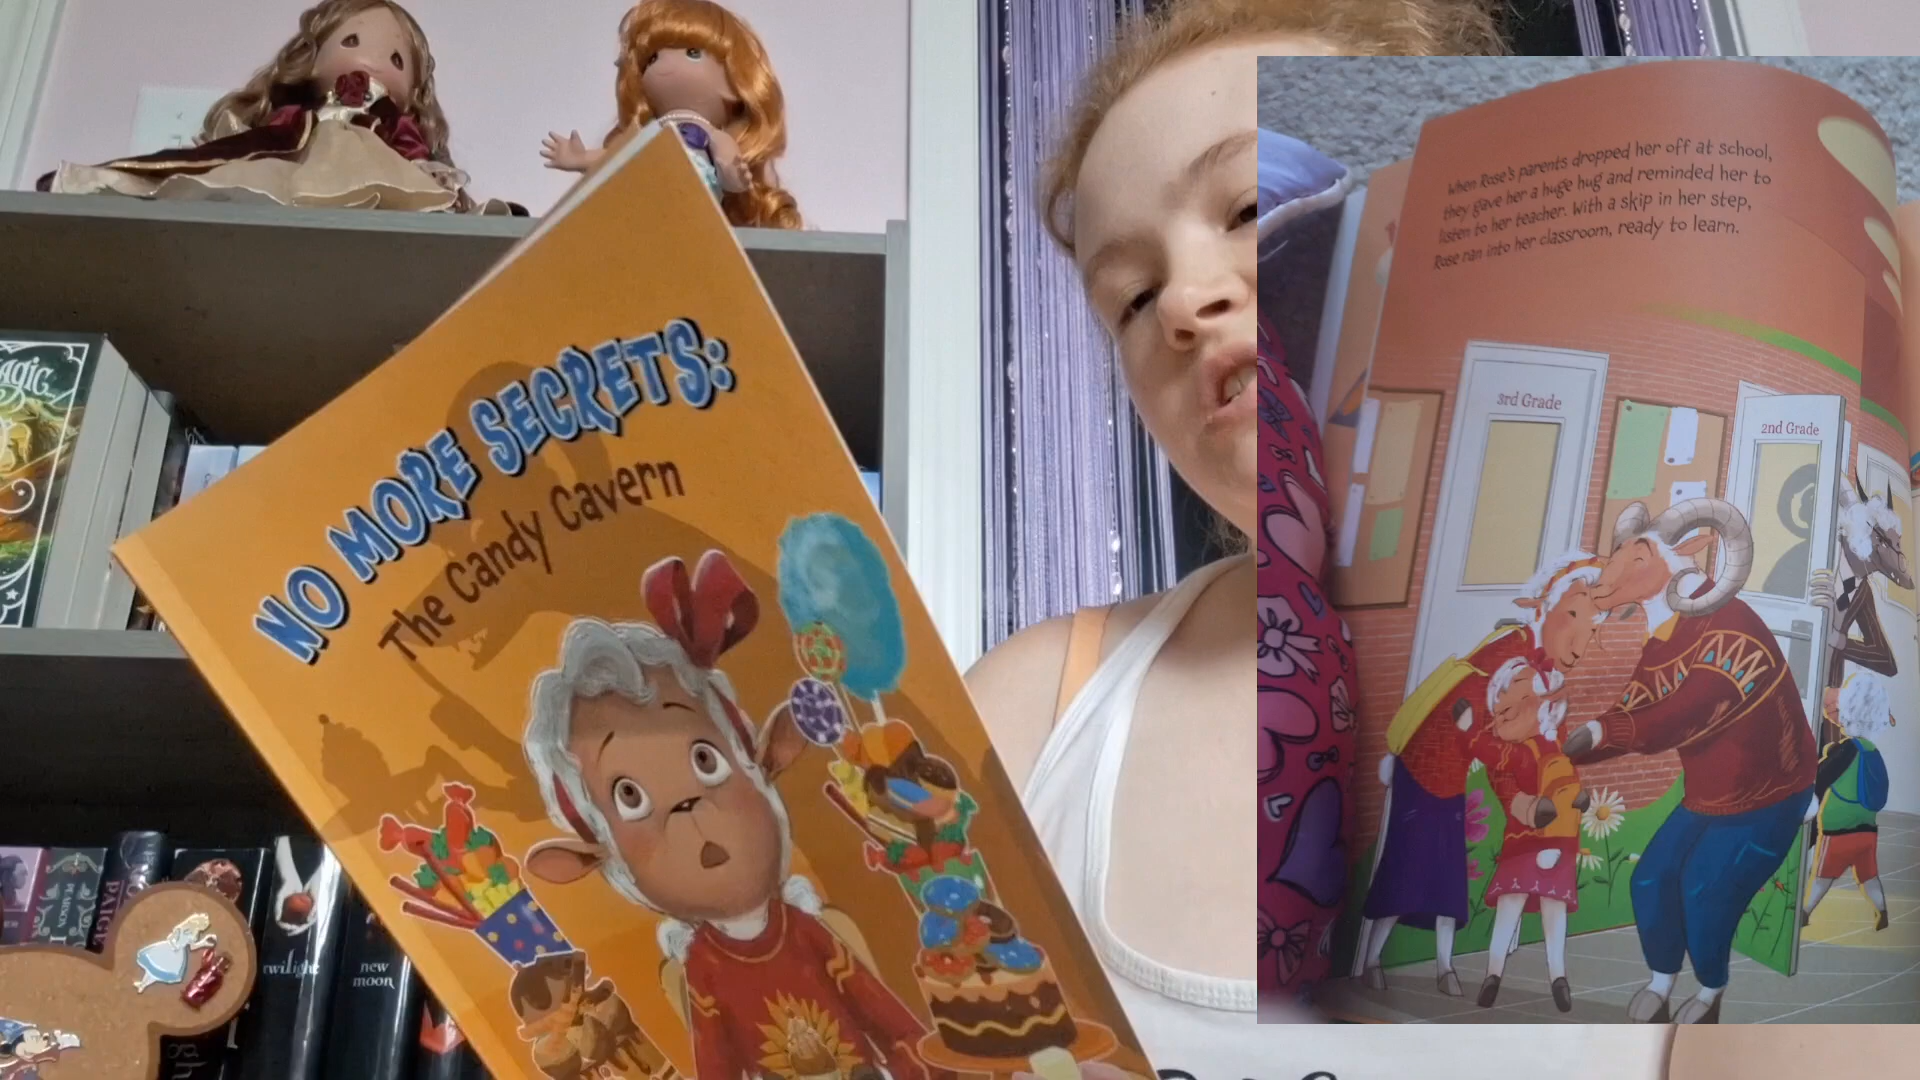 NO MORE SECRETS:
The Candy Cavern
When Rose's parents dropped her off at school,
they gave her a huge hug and reminded her to
listen to her teacher. With a skip in her step,
Rose ran into her classroom, ready to learn.
3rd Grade
2nd Grade
PAIGE
twilight
new
moon